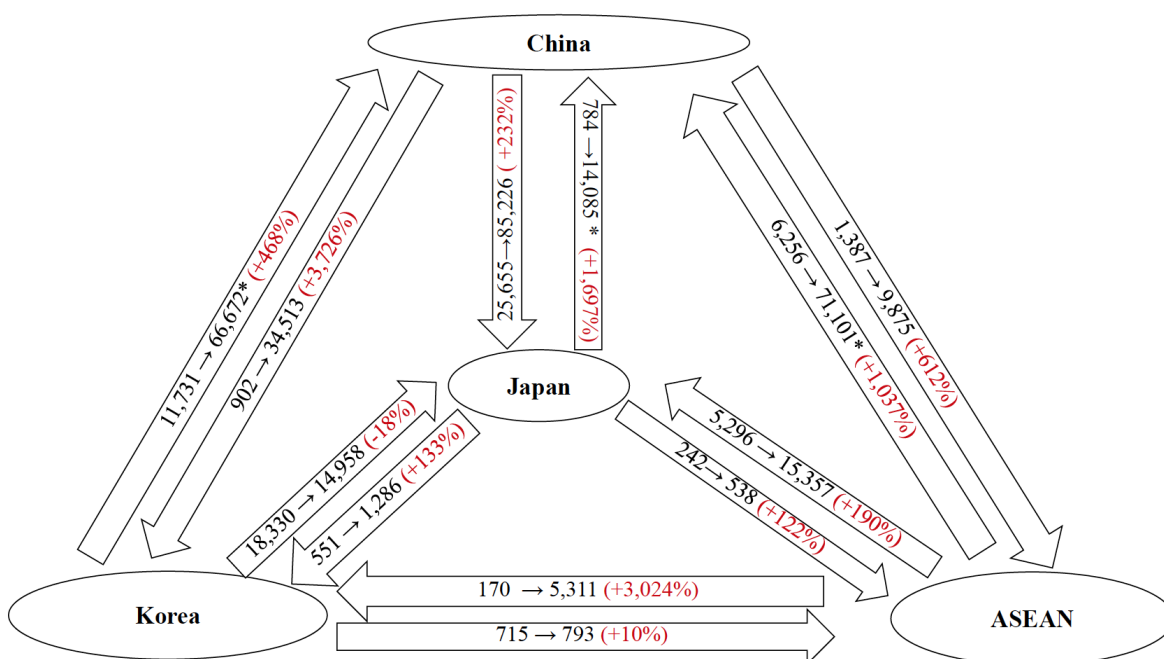 China
11,731 → 66,672* (+468%)
902 → 34,513 (+3,726%)
25,655→85,226 ( +232%)
784 →14,085 * (+1,697%)
6,256 → 71,101* (+1,037%)
1,387 → 9,875 (+612%)
Japan
18,330 → 14,958 (-18%)
551 → 1,286 (+133%)
242→ 538 (+122%)
5,296 → 15,357 (+190%)
170 → 5,311 (+3,024%)
Korea
ASEAN
715 → 793 (+10%)